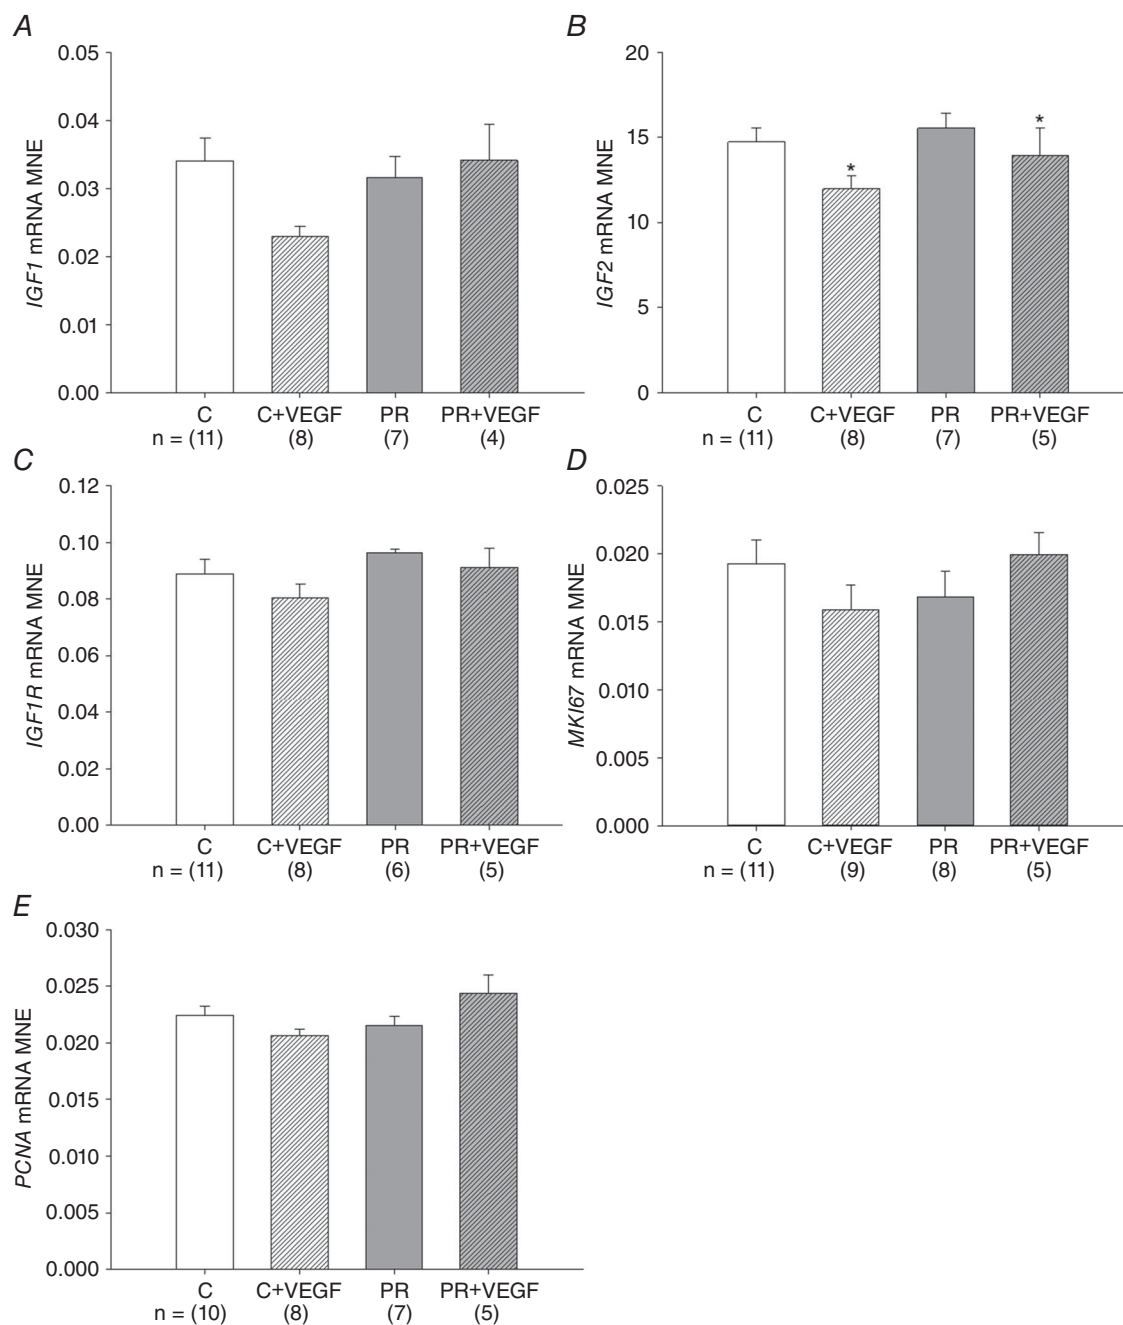 A
IGF1 mRNA MNE
0.05
0.04
0.03
0.02
0.01
0.00
C C+VEGF PR PR+VEGF
n = (11) (8) (7) (4)
B
IGF2 mRNA MNE
20
15
10
5
0
*
*
C C+VEGF PR PR+VEGF
n = (11) (8) (7) (5)
C
IGF1R mRNA MNE
0.12
0.10
0.08
0.06
0.04
0.02
0.00
C C+VEGF PR PR+VEGF
n = (11) (8) (6) (5)
D
MKI67 mRNA MNE
0.025
0.020
0.015
0.010
0.005
0.000
C C+VEGF PR PR+VEGF
n = (11) (9) (8) (5)
E
PCNA mRNA MNE
0.030
0.025
0.020
0.015
0.010
0.005
0.000
C C+VEGF PR PR+VEGF
n = (10) (8) (7) (5)